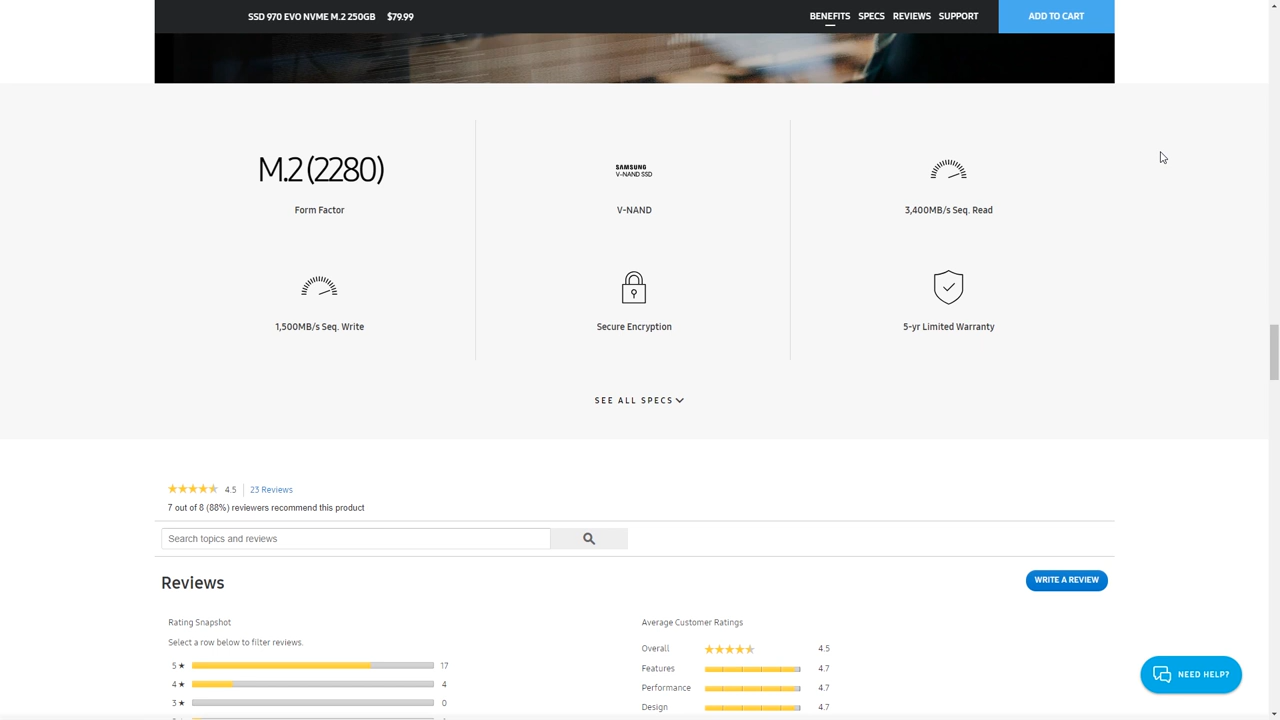 SSD 970 EVO NVME M.2 250GB $79.99 BENEFITS SPECS REVIEWS SUPPORT ADD TO CART
M.2 (2280)
Form Factor
SAMSUNG
V-NAND SSD
V-NAND
3,400MB/s Seq. Read
1,500MB/s Seq. Write
Secure Encryption
5-yr Limited Warranty
SEE ALL SPECS
4.5 23 Reviews
7 out of 8 (88%) reviewers recommend this product
Search topics and reviews
Reviews
WRITE A REVIEW
Rating Snapshot
Select a row below to filter reviews.
5★ 17
4★ 4
3★ 0
Average Customer Ratings
Overall 4.5
Features 4.7
Performance 4.7
Design 4.7
NEED HELP?